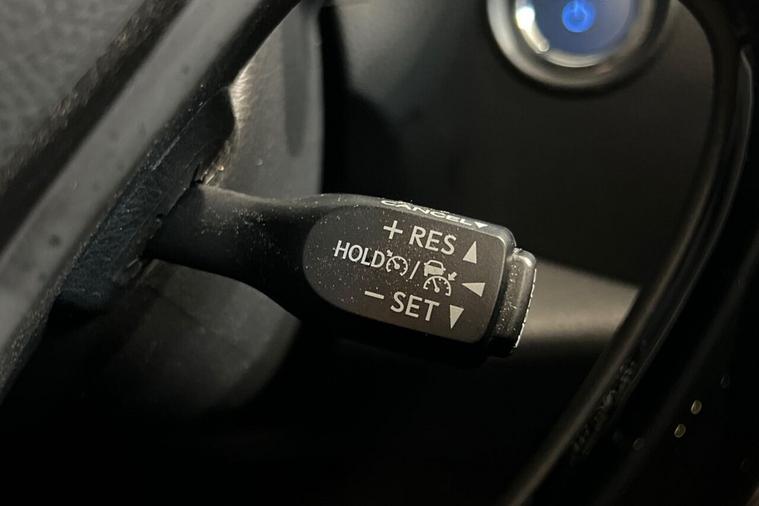 CANCEL▼
+ RES ▲
HOLD / ◀
− SET ▼